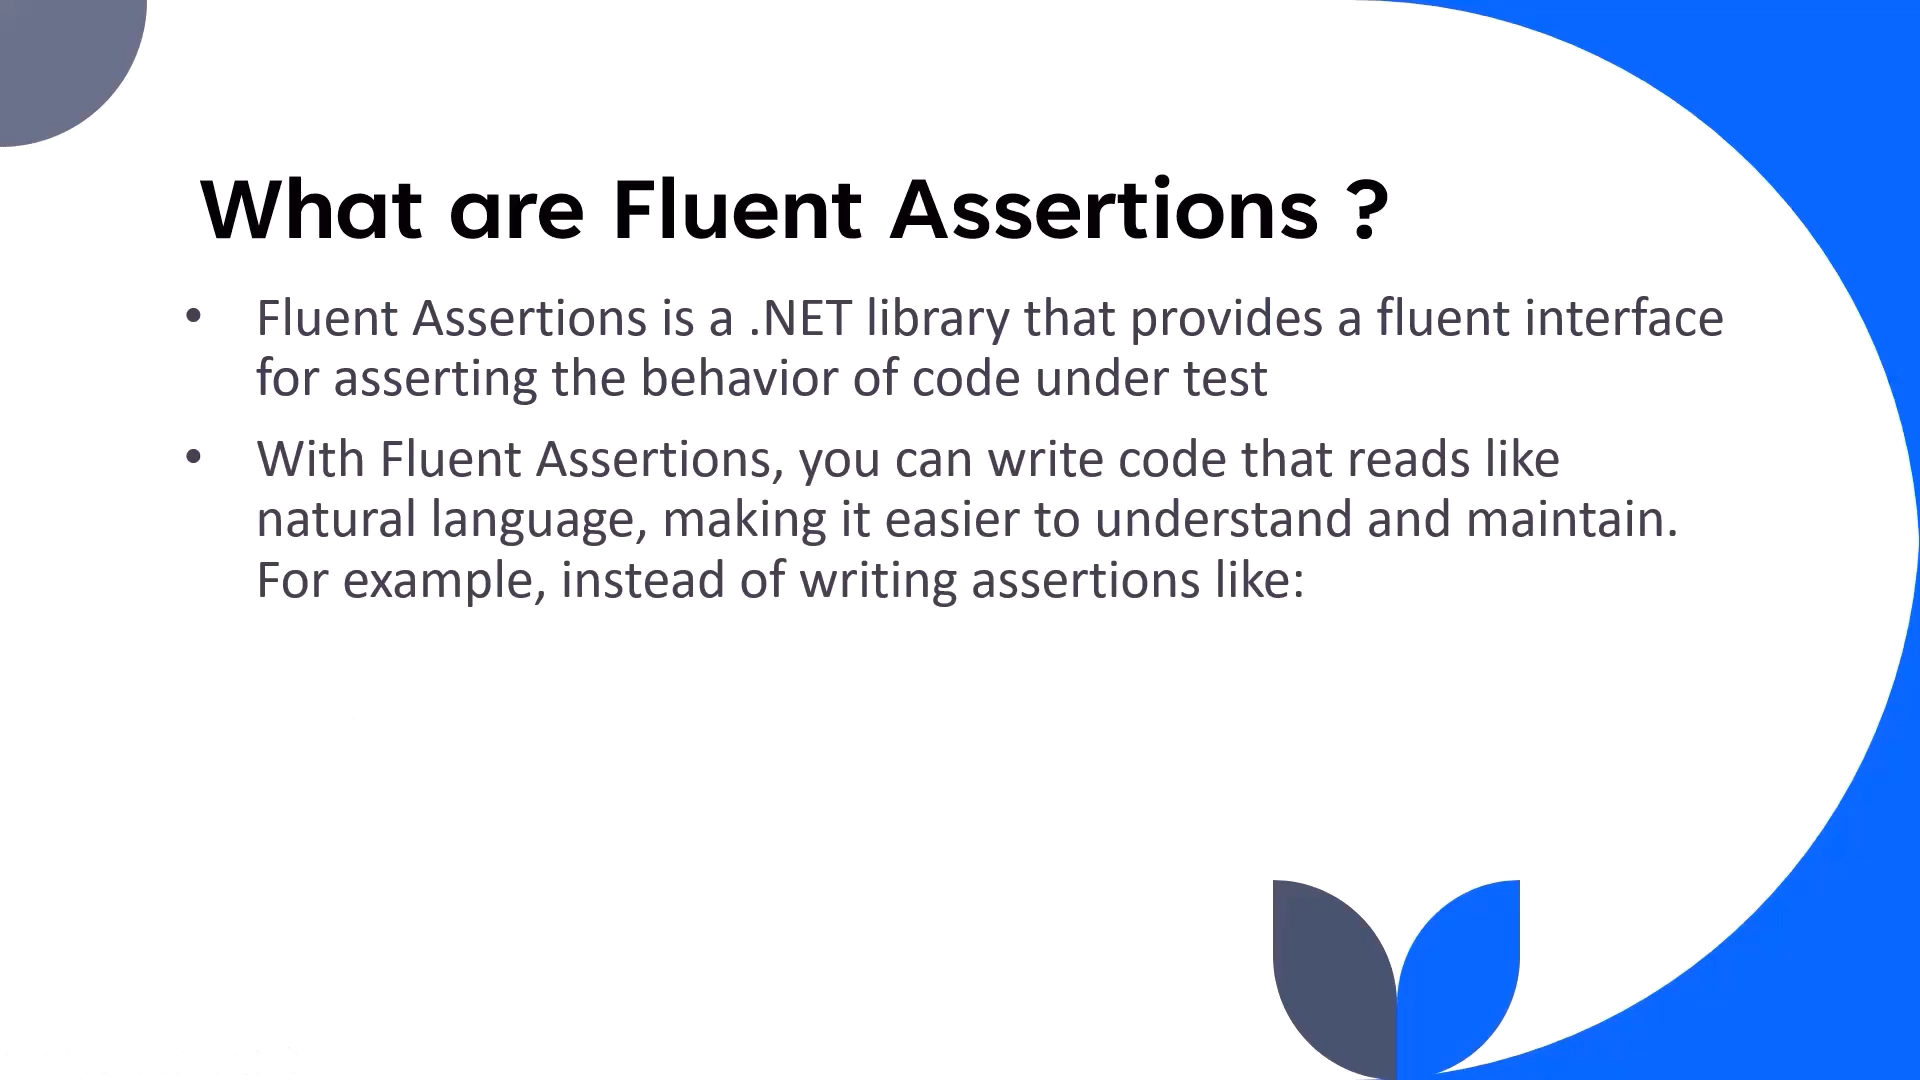 What are Fluent Assertions ?
• Fluent Assertions is a .NET library that provides a fluent interface
for asserting the behavior of code under test
• With Fluent Assertions, you can write code that reads like
natural language, making it easier to understand and maintain.
For example, instead of writing assertions like: